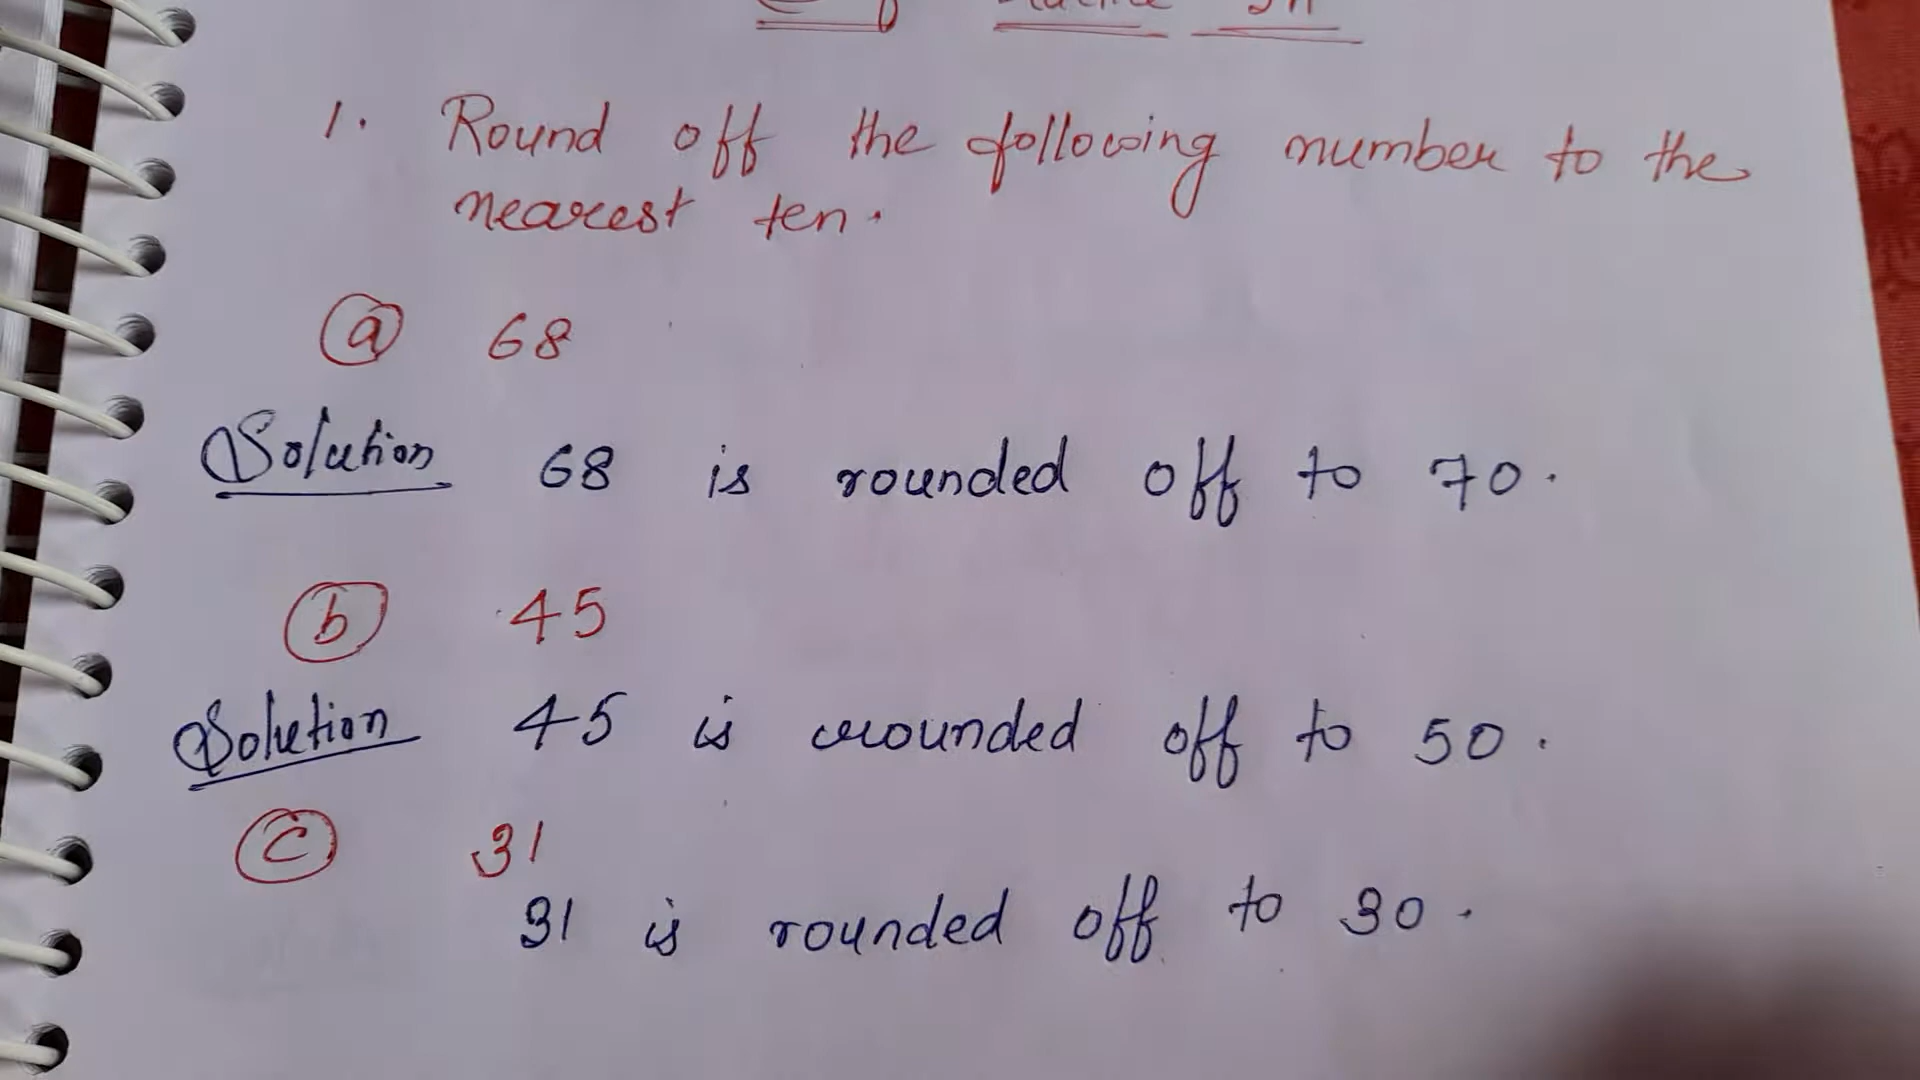 1. Round off the following number to the
nearest ten.
(a) 68
Solution 68 is rounded off to 70.
(b) 45
Solution 45 is rounded off to 50.
(c) 31
31 is rounded off to 30.